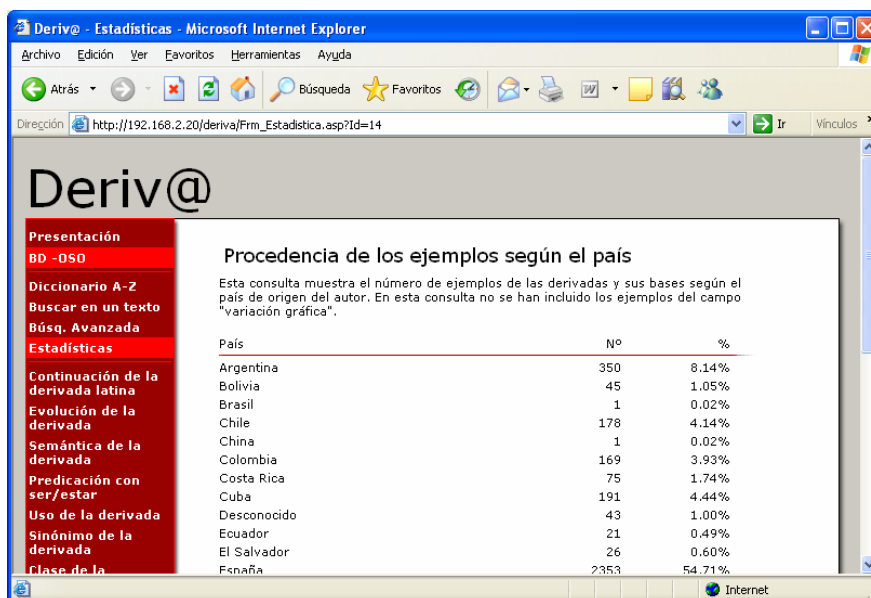 Deriv@ - Estadísticas - Microsoft Internet Explorer
Archivo Edición Ver Favoritos Herramientas Ayuda
Atrás Búsqueda Favoritos
Dirección http://192.168.2.20/deriva/Frm_Estadistica.asp?Id=14 Ir Vínculos
Deriv@
Presentación
BD -OSO
Diccionario A-Z
Buscar en un texto
Búsq. Avanzada
Estadísticas
Continuación de la
derivada latina
Evolución de la
derivada
Semántica de la
derivada
Predicación con
ser/estar
Uso de la derivada
Sinónimo de la
derivada
Clase de la
Procedencia de los ejemplos según el país
Esta consulta muestra el número de ejemplos de las derivadas y sus bases según el
país de origen del autor. En esta consulta no se han incluido los ejemplos del campo
"variación gráfica".
País Nº %
Argentina 350 8.14%
Bolivia 45 1.05%
Brasil 1 0.02%
Chile 178 4.14%
China 1 0.02%
Colombia 169 3.93%
Costa Rica 75 1.74%
Cuba 191 4.44%
Desconocido 43 1.00%
Ecuador 21 0.49%
El Salvador 26 0.60%
España 2353 54.71%
Internet